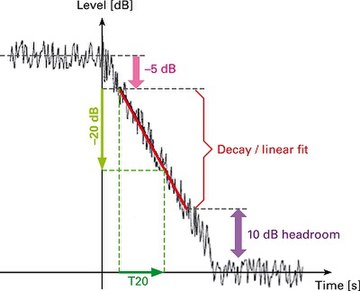 Level [dB]
–5 dB
–20 dB
Decay / linear fit
10 dB headroom
T20
Time [s]